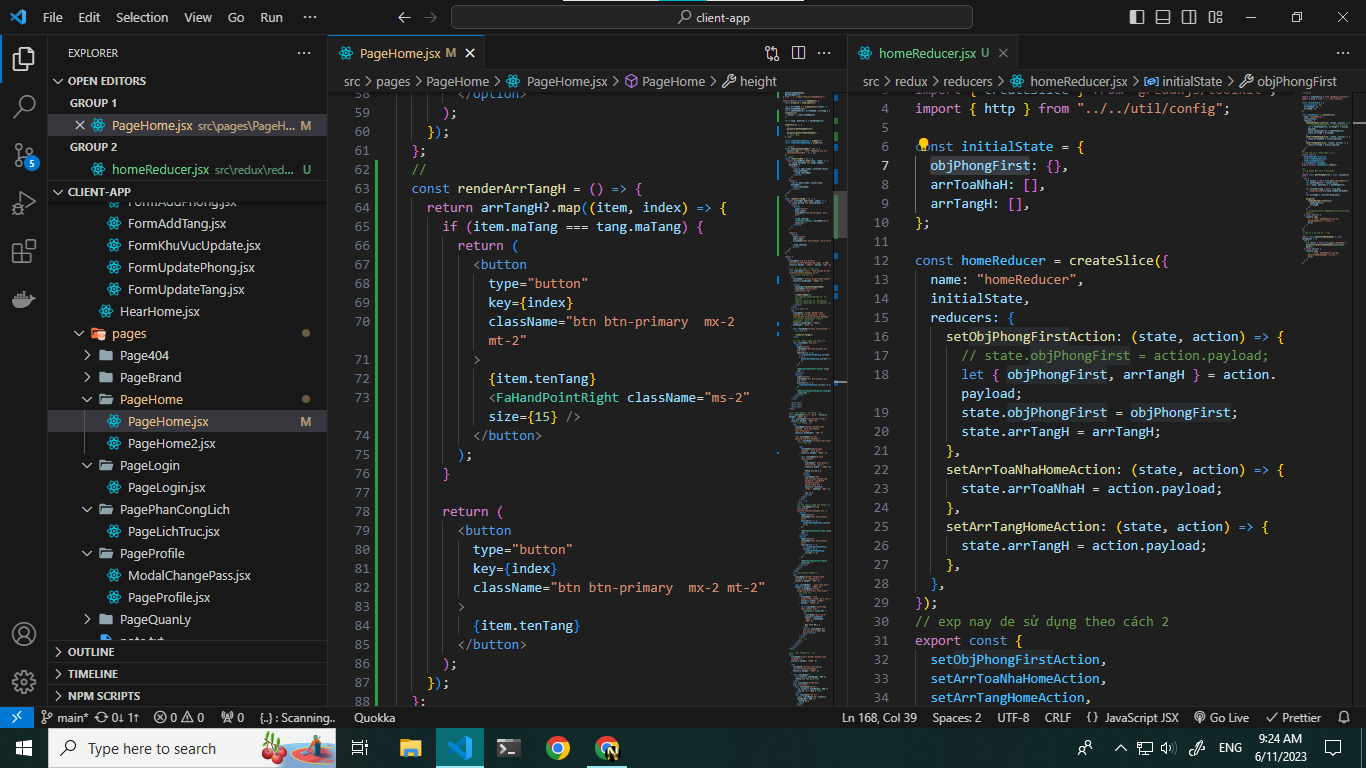 File Edit Selection View Go Run ···
client-app
EXPLORER
OPEN EDITORS
GROUP 1
PageHome.jsx src\pages\PageH... M
GROUP 2
homeReducer.jsx src\redux\red... U
CLIENT-APP
FormAddPhong.jsx
FormAddTang.jsx
FormKhuVucUpdate.jsx
FormUpdatePhong.jsx
FormUpdateTang.jsx
HearHome.jsx
pages
Page404
PageBrand
PageHome
PageHome.jsx M
PageHome2.jsx
PageLogin
PageLogin.jsx
PagePhanCongLich
PageLichTruc.jsx
PageProfile
ModalChangePass.jsx
PageProfile.jsx
PageQuanLy
note.txt
OUTLINE
TIMELINE
NPM SCRIPTS
5
PageHome.jsx M
src > pages > PageHome > PageHome.jsx > PageHome > height
58 </option>
59 );
60 });
61 };
62 //
63 const renderArrTangH = () => {
64 return arrTangH?.map((item, index) => {
65 if (item.maTang === tang.maTang) {
66 return (
67 <button
68 type="button"
69 key={index}
70 className="btn btn-primary  mx-2
mt-2"
71 >
72 {item.tenTang}
73 <FaHandPointRight className="ms-2"
size={15} />
74 </button>
75 );
76 }
77
78 return (
79 <button
80 type="button"
81 key={index}
82 className="btn btn-primary  mx-2 mt-2"
83 >
84 {item.tenTang}
85 </button>
86 );
87 });
88 };
homeReducer.jsx U
src > redux > reducers > homeReducer.jsx > initialState > objPhongFirst
import { createSlice } from "@reduxjs/toolkit";
4 import { http } from "../../util/config";
5
6 const initialState = {
7 objPhongFirst: {},
8 arrToaNhaH: [],
9 arrTangH: [],
10 };
11
12 const homeReducer = createSlice({
13 name: "homeReducer",
14 initialState,
15 reducers: {
16 setObjPhongFirstAction: (state, action) => {
17 // state.objPhongFirst = action.payload;
18 let { objPhongFirst, arrTangH } = action.
payload;
19 state.objPhongFirst = objPhongFirst;
20 state.arrTangH = arrTangH;
21 },
22 setArrToaNhaHomeAction: (state, action) => {
23 state.arrToaNhaH = action.payload;
24 },
25 setArrTangHomeAction: (state, action) => {
26 state.arrTangH = action.payload;
27 },
28 },
29 });
30 // exp nay de sử dụng theo cách 2
31 export const {
32 setObjPhongFirstAction,
33 setArrToaNhaHomeAction,
34 setArrTangHomeAction,
main* 0↓ 1↑ 0 0 0 {..} : Scanning.. Quokka
Ln 168, Col 39 Spaces: 2 UTF-8 CRLF { } JavaScript JSX Go Live Prettier
Type here to search
ENG
9:24 AM
6/11/2023